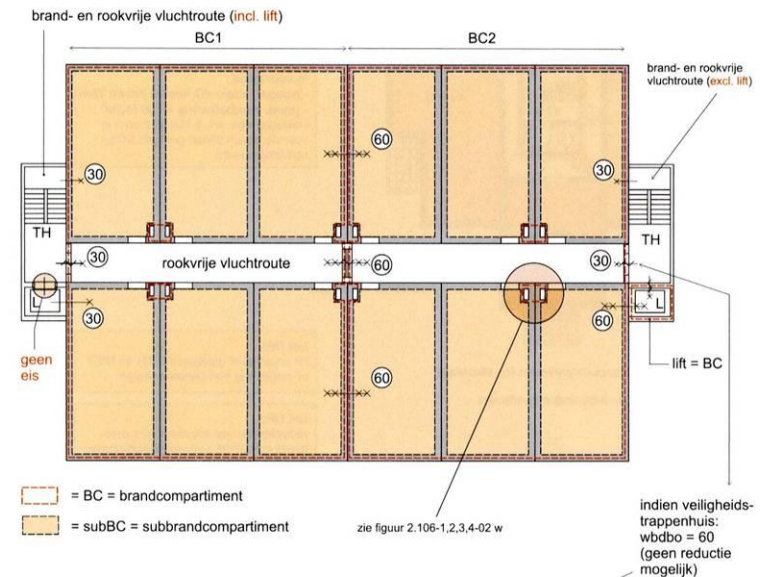 brand- en rookvrije vluchtroute (incl. lift)
BC1
BC2
brand- en rookvrije
vluchtroute (excl. lift)
60
30
30
TH
TH
30
rookvrije vluchtroute
60
30
L
30
60
L
geen
eis
60
lift = BC
= BC = brandcompartiment
= subBC = subbrandcompartiment
zie figuur 2.106-1,2,3,4-02 w
indien veiligheids-
trappenhuis:
wbdbo = 60
(geen reductie
mogelijk)